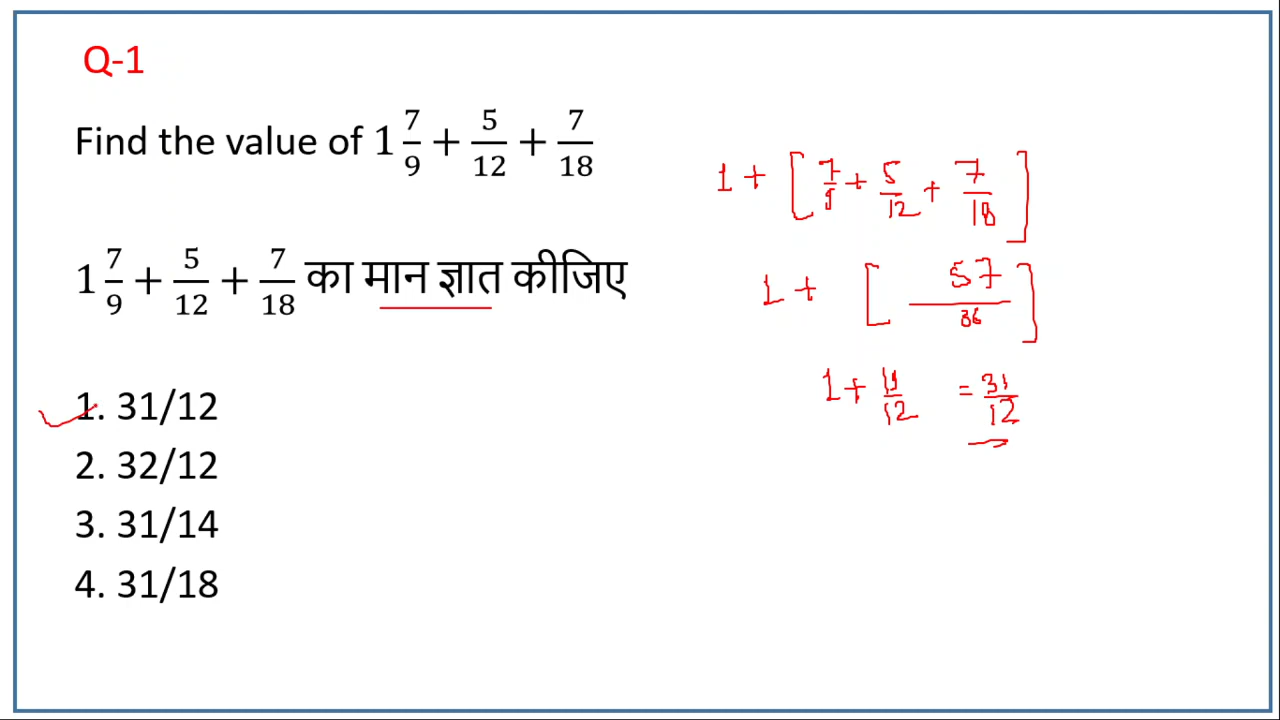 Q-1
Find the value of 1 7/9 + 5/12 + 7/18
1 7/9 + 5/12 + 7/18 का मान ज्ञात कीजिए
1. 31/12
2. 32/12
3. 31/14
4. 31/18
1 + [7/9 + 5/12 + 7/18]
1 + [57/36]
1 + 19/12 = 31/12